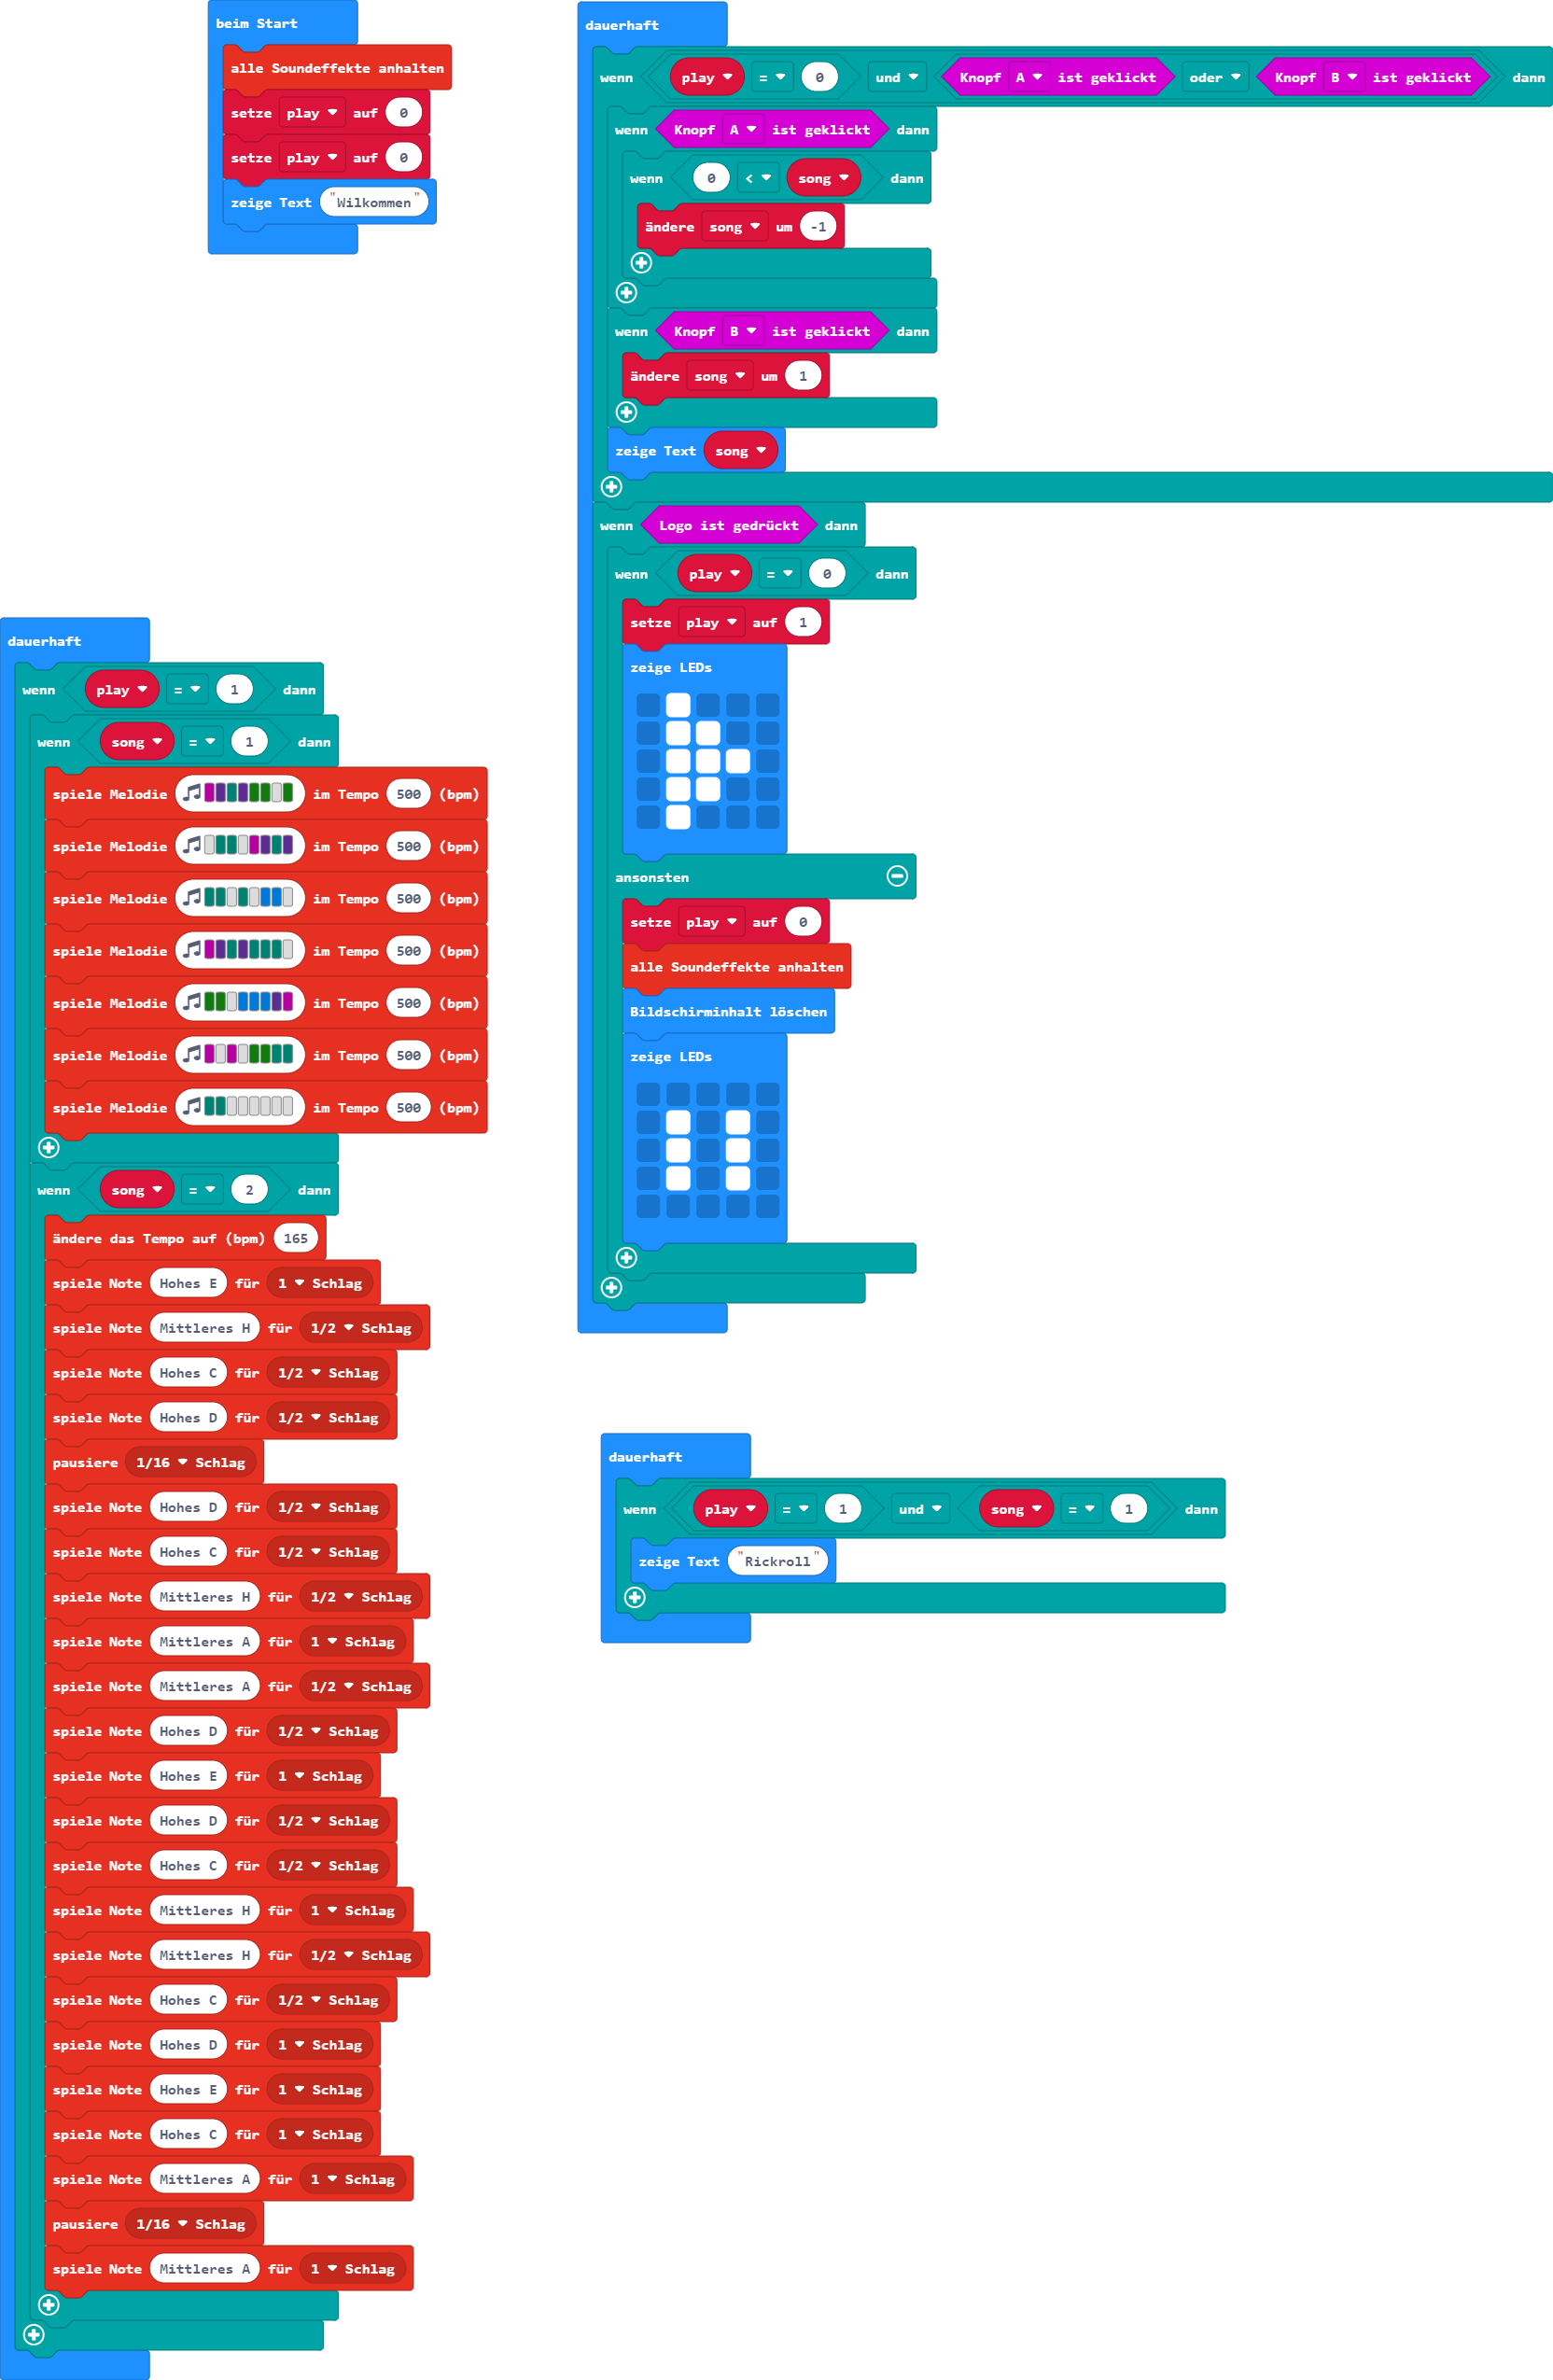 beim Start
alle Soundeffekte anhalten
setze play auf 0
setze play auf 0
zeige Text "Wilkommen"
dauerhaft
wenn play = 0 und Knopf A ist geklickt oder Knopf B ist geklickt dann
wenn Knopf A ist geklickt dann
wenn 0 < song dann
ändere song um -1
wenn Knopf B ist geklickt dann
ändere song um 1
zeige Text song
wenn Logo ist gedrückt dann
wenn play = 0 dann
setze play auf 1
zeige LEDs
ansonsten
setze play auf 0
alle Soundeffekte anhalten
Bildschirminhalt löschen
zeige LEDs
dauerhaft
wenn play = 1 dann
wenn song = 1 dann
spiele Melodie im Tempo 500 (bpm)
spiele Melodie im Tempo 500 (bpm)
spiele Melodie im Tempo 500 (bpm)
spiele Melodie im Tempo 500 (bpm)
spiele Melodie im Tempo 500 (bpm)
spiele Melodie im Tempo 500 (bpm)
spiele Melodie im Tempo 500 (bpm)
wenn song = 2 dann
ändere das Tempo auf (bpm) 165
spiele Note Hohes E für 1 Schlag
spiele Note Mittleres H für 1/2 Schlag
spiele Note Hohes C für 1/2 Schlag
spiele Note Hohes D für 1/2 Schlag
pausiere 1/16 Schlag
spiele Note Hohes D für 1/2 Schlag
spiele Note Hohes C für 1/2 Schlag
spiele Note Mittleres H für 1/2 Schlag
spiele Note Mittleres A für 1 Schlag
spiele Note Mittleres A für 1/2 Schlag
spiele Note Hohes D für 1/2 Schlag
spiele Note Hohes E für 1 Schlag
spiele Note Hohes D für 1/2 Schlag
spiele Note Hohes C für 1/2 Schlag
spiele Note Mittleres H für 1 Schlag
spiele Note Mittleres H für 1/2 Schlag
spiele Note Hohes C für 1/2 Schlag
spiele Note Hohes D für 1 Schlag
spiele Note Hohes E für 1 Schlag
spiele Note Hohes C für 1 Schlag
spiele Note Mittleres A für 1 Schlag
pausiere 1/16 Schlag
spiele Note Mittleres A für 1 Schlag
dauerhaft
wenn play = 1 und song = 1 dann
zeige Text "Rickroll"